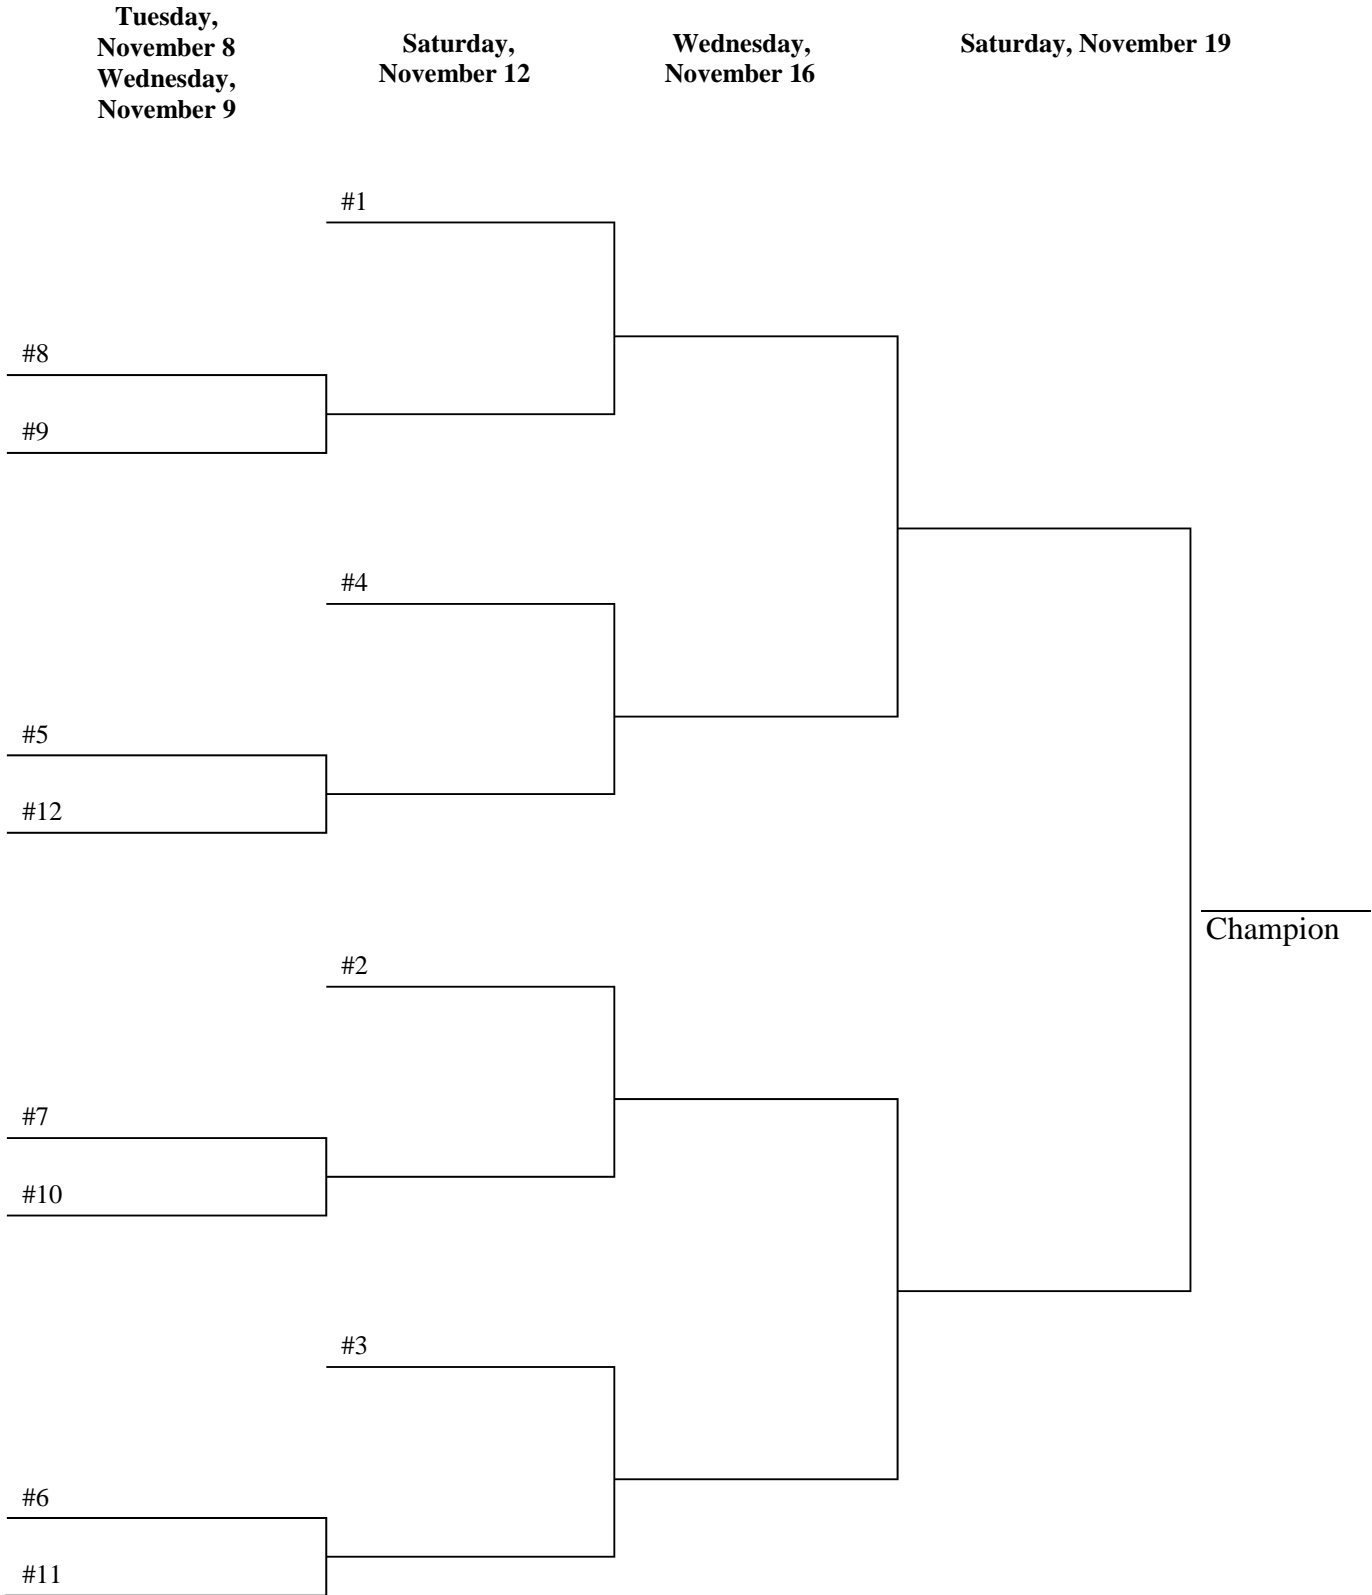 Tuesday,
November 8
Wednesday,
November 9
Saturday,
November 12
Wednesday,
November 16
Saturday, November 19
#1
#8
#9
#4
#5
#12
Champion
#2
#7
#10
#3
#6
#11